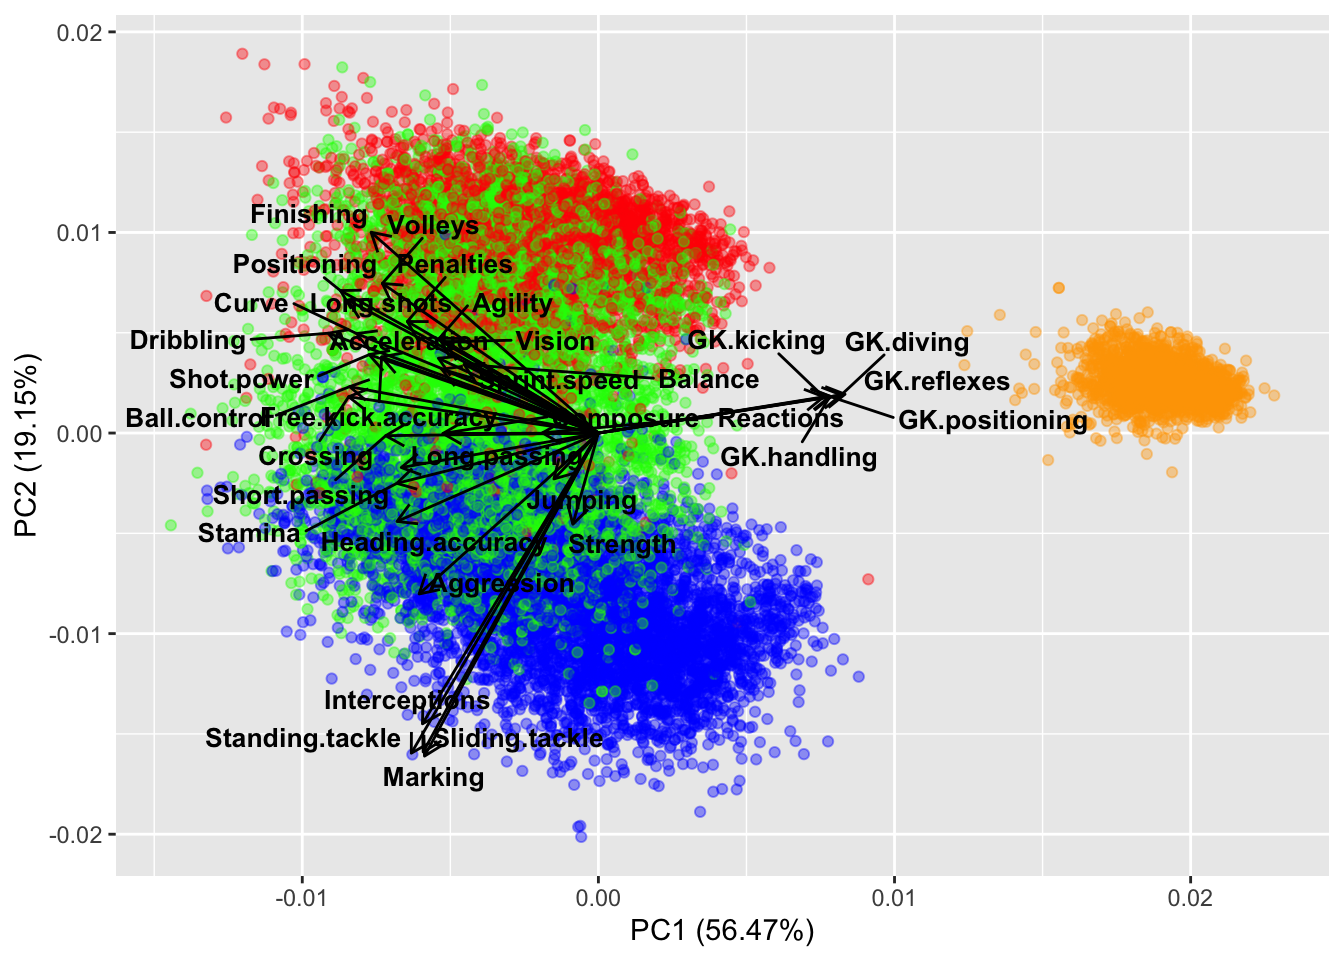 0.02
Finishing
Volleys
0.01
Positioning
Penalties
Curve
Long.shots
Agility
Dribbling
Acceleration
Vision
GK.kicking
GK.diving
Shot.power
Sprint.speed
Balance
GK.reflexes
Ball.control
Free.kick.accuracy
Composure
Reactions
GK.positioning
0.00
Crossing
Long.passing
GK.handling
Short.passing
Jumping
Stamina
Heading.accuracy
Strength
Aggression
-0.01
Interceptions
Standing.tackle
Sliding.tackle
Marking
-0.02
PC2 (19.15%)
-0.01
0.00
0.01
0.02
PC1 (56.47%)